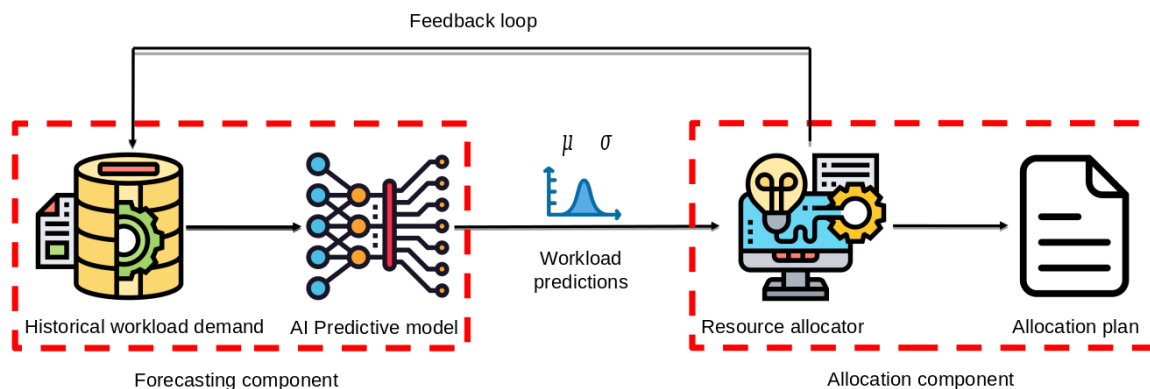 Feedback loop
μ σ
Workload
predictions
Historical workload demand
AI Predictive model
Resource allocator
Allocation plan
Forecasting component
Allocation component